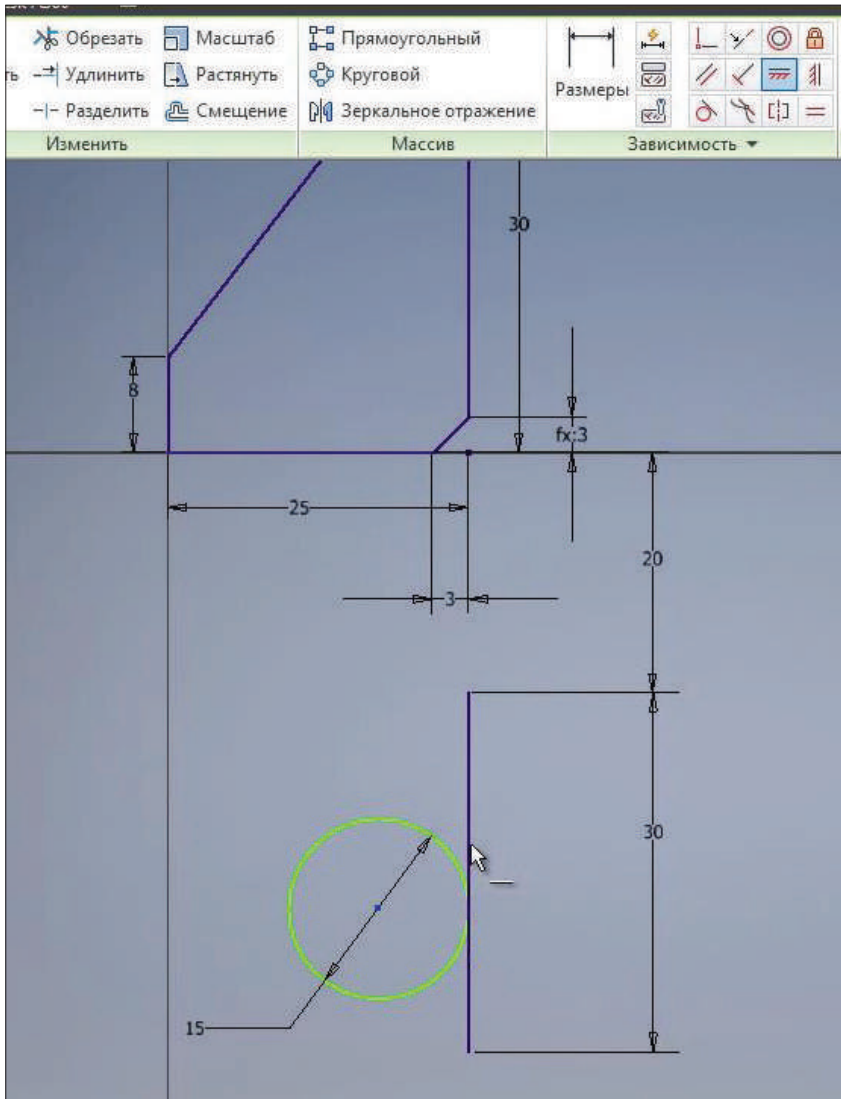 Обрезать Масштаб Прямоугольный
Удлинить Растянуть Круговой Размеры
Разделить Смещение Зеркальное отражение
Изменить Массив Зависимость
30
8
fx:3
25
20
3
30
15